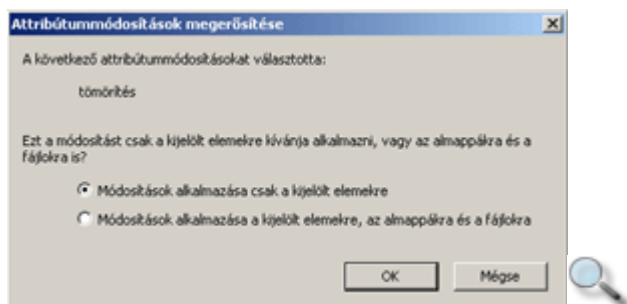 Attribútummódosítások megerősítése
A következő attribútummódosításokat választotta:
tömörítés
Ezt a módosítást csak a kijelölt elemekre kívánja alkalmazni, vagy az almappákra és a
fájlokra is?
Módosítások alkalmazása csak a kijelölt elemekre
Módosítások alkalmazása a kijelölt elemekre, az almappákra és a fájlokra
OK
Mégse